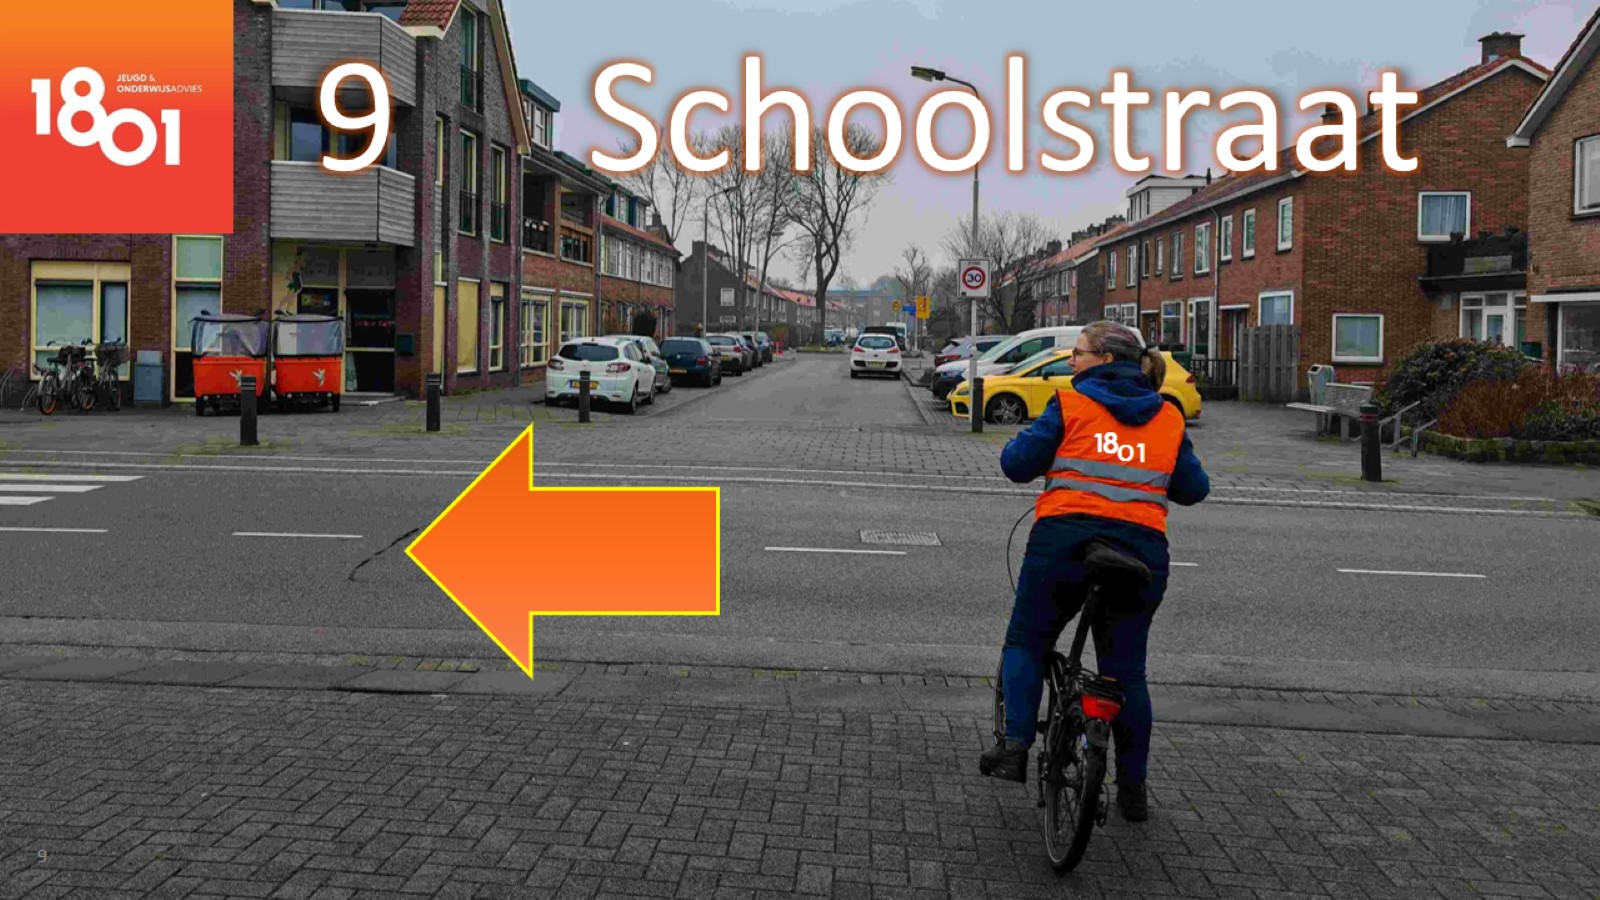 1801
JEUGD &
ONDERWIJSADVIES
9 Schoolstraat
30
1801
9